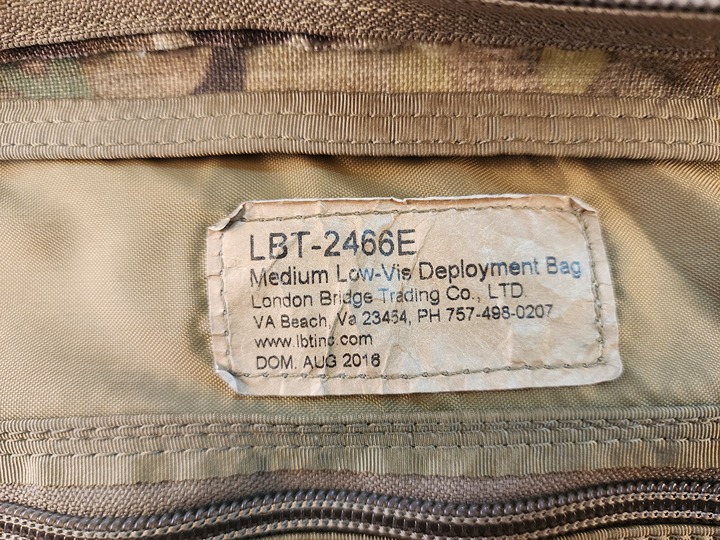 LBT-2466E
Medium Low-Vis Deployment Bag
London Bridge Trading Co., LTD.
VA Beach, Va 23454, PH 757-498-0207
www.lbtinc.com
DOM. AUG 2016